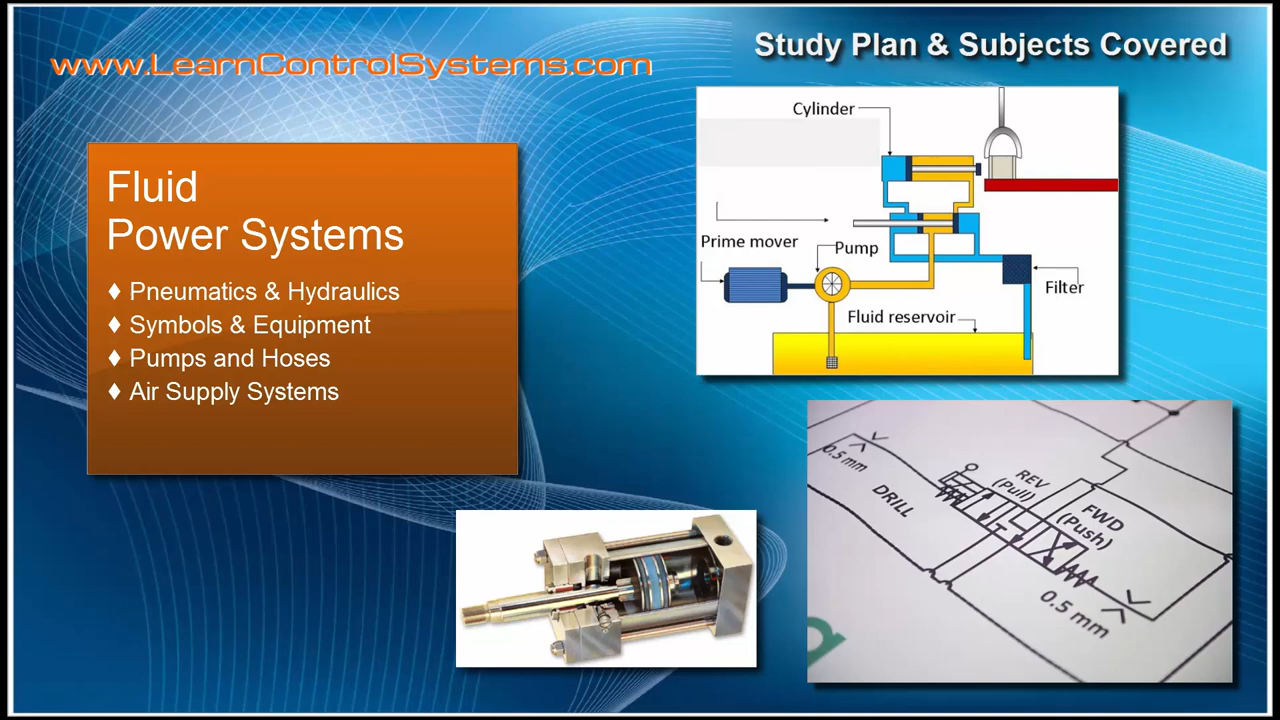 www.LearnControlSystems.com
Study Plan & Subjects Covered
Fluid
Power Systems
♦ Pneumatics & Hydraulics
♦ Symbols & Equipment
♦ Pumps and Hoses
♦ Air Supply Systems
Cylinder
Prime mover
Pump
Filter
Fluid reservoir
0.5 mm
DRILL
REV
(Pull)
FWD
(Push)
0.5 mm